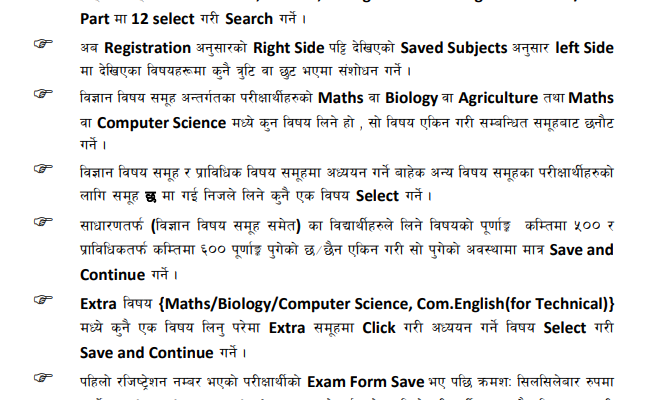 Part मा 12 select गरी Search गर्ने ।
☞ अब Registration अनुसारको Right Side पट्टि देखिएको Saved Subjects अनुसार left Side
मा देखिएका विषयहरूमा कुनै त्रुटि वा छुट भएमा संशोधन गर्ने ।
☞ विज्ञान विषय समूह अन्तर्गतका परीक्षार्थीहरुको Maths वा Biology वा Agriculture तथा Maths
वा Computer Science मध्ये कुन विषय लिने हो , सो विषय एकिन गरी सम्बन्धित समूहबाट छनौट
गर्ने ।
☞ विज्ञान विषय समूह र प्राविधिक विषय समूहमा अध्ययन गर्ने बाहेक अन्य विषय समूहका परीक्षार्थीहरुको
लागि समूह छ मा गई निजले लिने कुनै एक विषय Select गर्ने ।
☞ साधारणतर्फ (विज्ञान विषय समूह समेत) का विद्यार्थीहरुले लिने विषयको पूर्णाङ्क कम्तिमा ५०० र
प्राविधिकतर्फ कम्तिमा ६०० पूर्णाङ्क पुगेको छ/छैन एकिन गरी सो पुगेको अवस्थामा मात्र Save and
Continue गर्ने ।
☞ Extra विषय {Maths/Biology/Computer Science, Com.English(for Technical)}
मध्ये कुनै एक विषय लिनु परेमा Extra समूहमा Click गरी अध्ययन गर्ने विषय Select गरी
Save and Continue गर्ने ।
☞ पहिलो रजिष्ट्रेशन नम्बर भएको परीक्षार्थीको Exam Form Save भए पछि क्रमशः सिलसिलेबार रुपमा